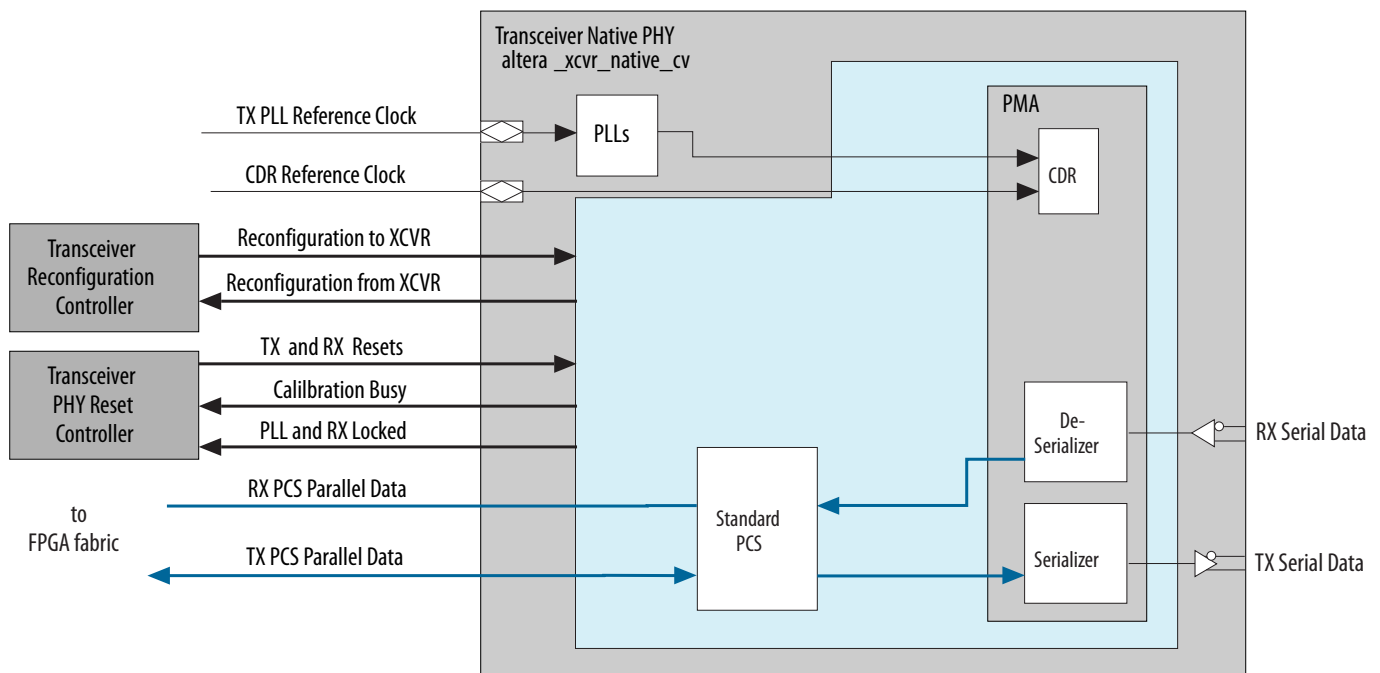 Transceiver Native PHY
altera _xcvr_native_cv
TX PLL Reference Clock
PLLs
PMA
CDR Reference Clock
CDR
Transceiver
Reconfiguration
Controller
Reconfiguration to XCVR
Reconfiguration from XCVR
Transceiver
PHY Reset
Controller
TX and RX Resets
Calilbration Busy
PLL and RX Locked
De-
Serializer
RX Serial Data
RX PCS Parallel Data
to
FPGA fabric
Standard
PCS
TX PCS Parallel Data
Serializer
TX Serial Data